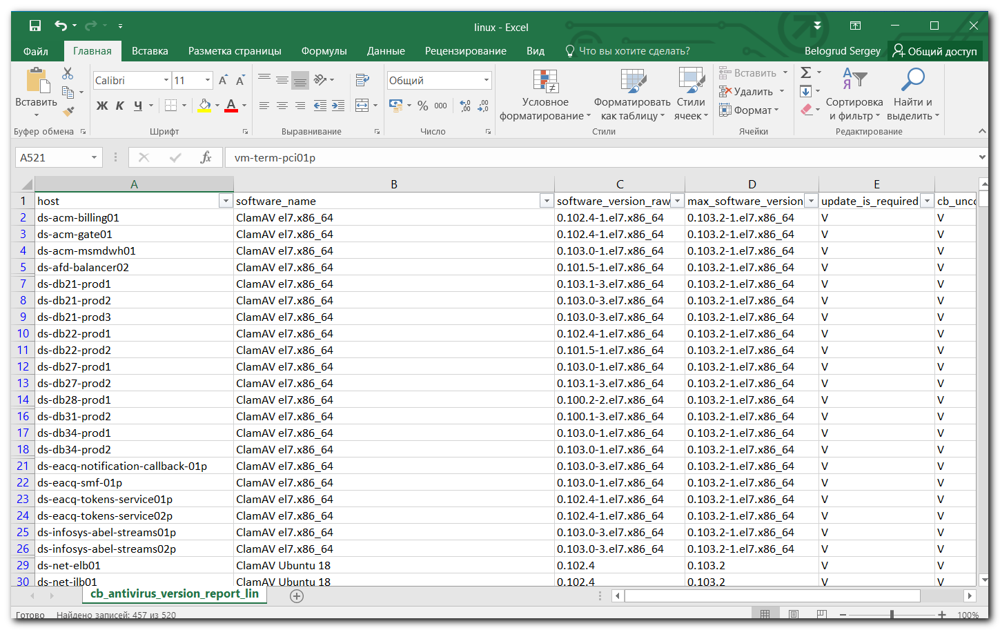 linux - Excel
Файл Главная Вставка Разметка страницы Формулы Данные Рецензирование Вид Что вы хотите сделать? Belogrud Sergey Общий доступ
Вставить
Буфер обмена
Calibri 11
Ж К Ч
Шрифт
Выравнивание
Общий
% 000
Число
Условное форматирование
Форматировать как таблицу
Стили ячеек
Стили
Вставить
Удалить
Формат
Ячейки
Сортировка и фильтр
Найти и выделить
Редактирование
A521 fx vm-term-pci01p
A B C D E
1 host software_name software_version_raw max_software_version update_is_required cb_unco
2 ds-acm-billing01 ClamAV el7.x86_64 0.102.4-1.el7.x86_64 0.103.2-1.el7.x86_64 V V
3 ds-acm-gate01 ClamAV el7.x86_64 0.102.4-1.el7.x86_64 0.103.2-1.el7.x86_64 V V
4 ds-acm-msmdwh01 ClamAV el7.x86_64 0.103.0-1.el7.x86_64 0.103.2-1.el7.x86_64 V V
5 ds-afd-balancer02 ClamAV el7.x86_64 0.101.5-1.el7.x86_64 0.103.2-1.el7.x86_64 V V
7 ds-db21-prod1 ClamAV el7.x86_64 0.103.1-3.el7.x86_64 0.103.2-1.el7.x86_64 V V
8 ds-db21-prod2 ClamAV el7.x86_64 0.103.0-3.el7.x86_64 0.103.2-1.el7.x86_64 V V
9 ds-db21-prod3 ClamAV el7.x86_64 0.103.0-3.el7.x86_64 0.103.2-1.el7.x86_64 V V
10 ds-db22-prod1 ClamAV el7.x86_64 0.102.4-1.el7.x86_64 0.103.2-1.el7.x86_64 V V
11 ds-db22-prod2 ClamAV el7.x86_64 0.101.5-1.el7.x86_64 0.103.2-1.el7.x86_64 V V
12 ds-db27-prod1 ClamAV el7.x86_64 0.103.0-1.el7.x86_64 0.103.2-1.el7.x86_64 V V
13 ds-db27-prod2 ClamAV el7.x86_64 0.103.1-3.el7.x86_64 0.103.2-1.el7.x86_64 V V
14 ds-db28-prod1 ClamAV el7.x86_64 0.100.2-2.el7.x86_64 0.103.2-1.el7.x86_64 V V
16 ds-db31-prod2 ClamAV el7.x86_64 0.100.1-3.el7.x86_64 0.103.2-1.el7.x86_64 V V
17 ds-db34-prod1 ClamAV el7.x86_64 0.103.0-1.el7.x86_64 0.103.2-1.el7.x86_64 V V
18 ds-db34-prod2 ClamAV el7.x86_64 0.103.0-1.el7.x86_64 0.103.2-1.el7.x86_64 V V
21 ds-eacq-notification-callback-01p ClamAV el7.x86_64 0.103.0-3.el7.x86_64 0.103.2-1.el7.x86_64 V V
22 ds-eacq-smf-01p ClamAV el7.x86_64 0.103.0-1.el7.x86_64 0.103.2-1.el7.x86_64 V V
23 ds-eacq-tokens-service01p ClamAV el7.x86_64 0.102.4-1.el7.x86_64 0.103.2-1.el7.x86_64 V V
24 ds-eacq-tokens-service02p ClamAV el7.x86_64 0.102.4-1.el7.x86_64 0.103.2-1.el7.x86_64 V V
25 ds-infosys-abel-streams01p ClamAV el7.x86_64 0.103.0-3.el7.x86_64 0.103.2-1.el7.x86_64 V V
26 ds-infosys-abel-streams02p ClamAV el7.x86_64 0.103.0-3.el7.x86_64 0.103.2-1.el7.x86_64 V V
29 ds-net-elb01 ClamAV Ubuntu 18 0.102.4 0.103.2 V V
30 ds-net-ilb01 ClamAV Ubuntu 18 0.102.4 0.103.2 V V
cb_antivirus_version_report_lin
Готово Найдено записей: 457 из 520 100%